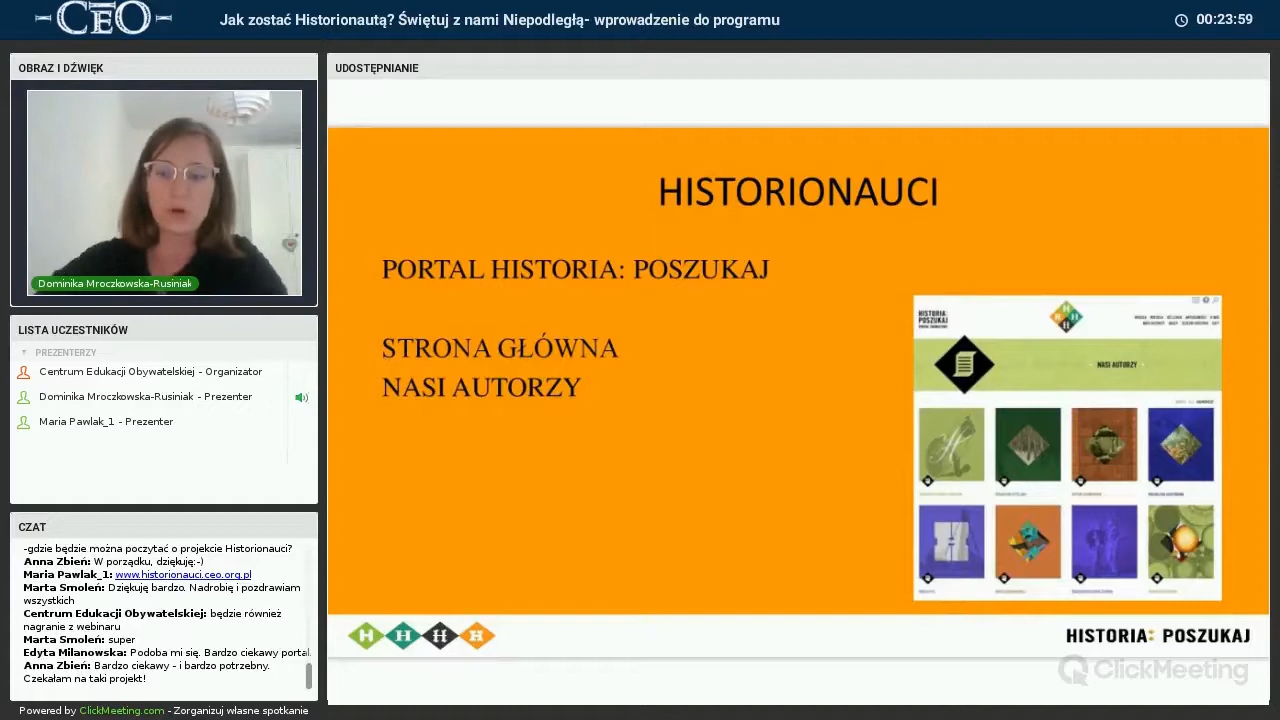 CEO
Jak zostać Historionautą? Świętuj z nami Niepodległą- wprowadzenie do programu
00:23:59
OBRAZ I DŹWIĘK
Dominika Mroczkowska-Rusiniak
LISTA UCZESTNIKÓW
PREZENTERZY
Centrum Edukacji Obywatelskiej - Organizator
Dominika Mroczkowska-Rusiniak - Prezenter
Maria Pawlak_1 - Prezenter
CZAT
-gdzie będzie można poczytać o projekcie Historionauci?
Anna Zbień: W porządku, dziękuję:-)
Maria Pawlak_1: www.historionauci.ceo.org.pl
Marta Smoleń: Dziękuję bardzo. Nadrobię i pozdrawiam
wszystkich
Centrum Edukacji Obywatelskiej: będzie również
nagranie z webinaru
Marta Smoleń: super
Edyta Milanowska: Podoba mi się. Bardzo ciekawy portal.
Anna Zbień: Bardzo ciekawy - i bardzo potrzebny.
Czekałam na taki projekt!
Powered by ClickMeeting.com - Zorganizuj własne spotkanie
UDOSTĘPNIANIE
HISTORIONAUCI
PORTAL HISTORIA: POSZUKAJ
STRONA GŁÓWNA
NASI AUTORZY
HISTORIA:
POSZUKAJ
H H H H
NASI AUTORZY
H H H H
HISTORIA: POSZUKAJ
ClickMeeting